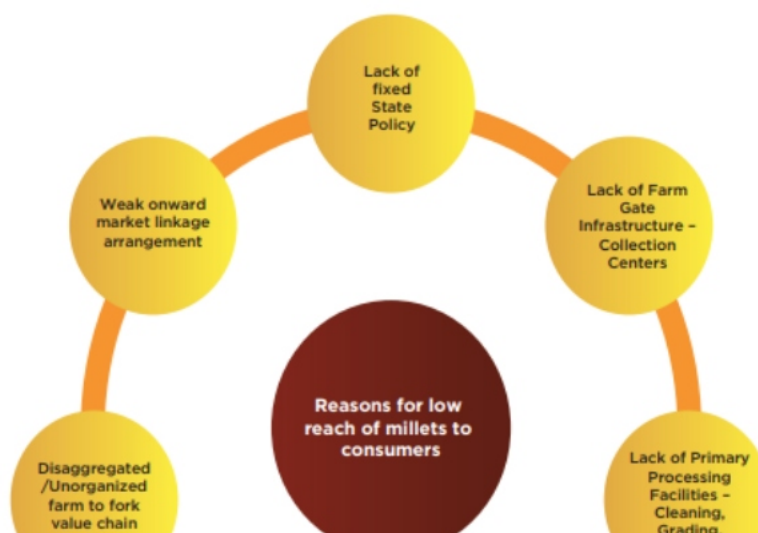 Lack of
fixed
State
Policy
Weak onward
market linkage
arrangement
Lack of Farm
Gate
Infrastructure –
Collection
Centers
Reasons for low
reach of millets to
consumers
Disaggregated
/Unorganized
farm to fork
value chain
Lack of Primary
Processing
Facilities –
Cleaning,
Grading,